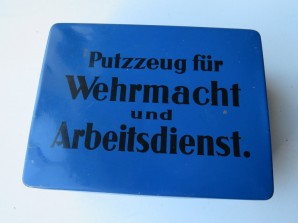 Putzzeug für
Wehrmacht
und
Arbeitsdienst.